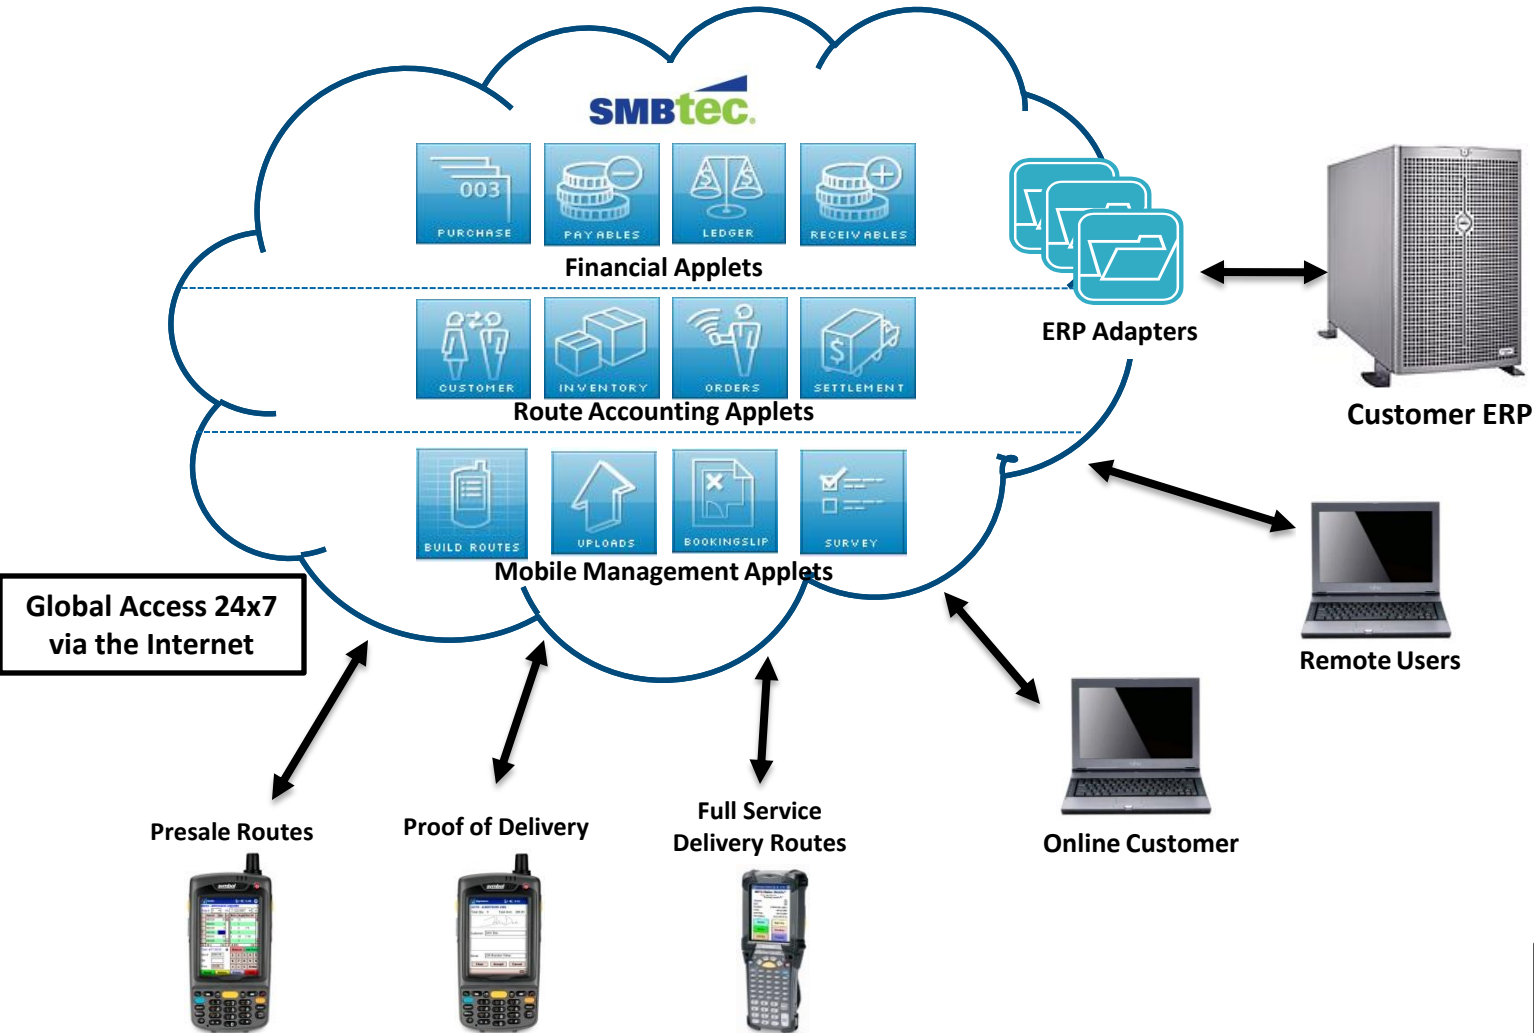 SMBtec.
003
PURCHASE
PAYABLES
LEDGER
RECEIVABLES
Financial Applets
CUSTOMER
INVENTORY
ORDERS
SETTLEMENT
Route Accounting Applets
BUILD ROUTES
UPLOADS
BOOKINGSLIP
SURVEY
Mobile Management Applets
ERP Adapters
Customer ERP
Global Access 24x7
via the Internet
Remote Users
Online Customer
Presale Routes
Proof of Delivery
Full Service
Delivery Routes
symbol
symbol